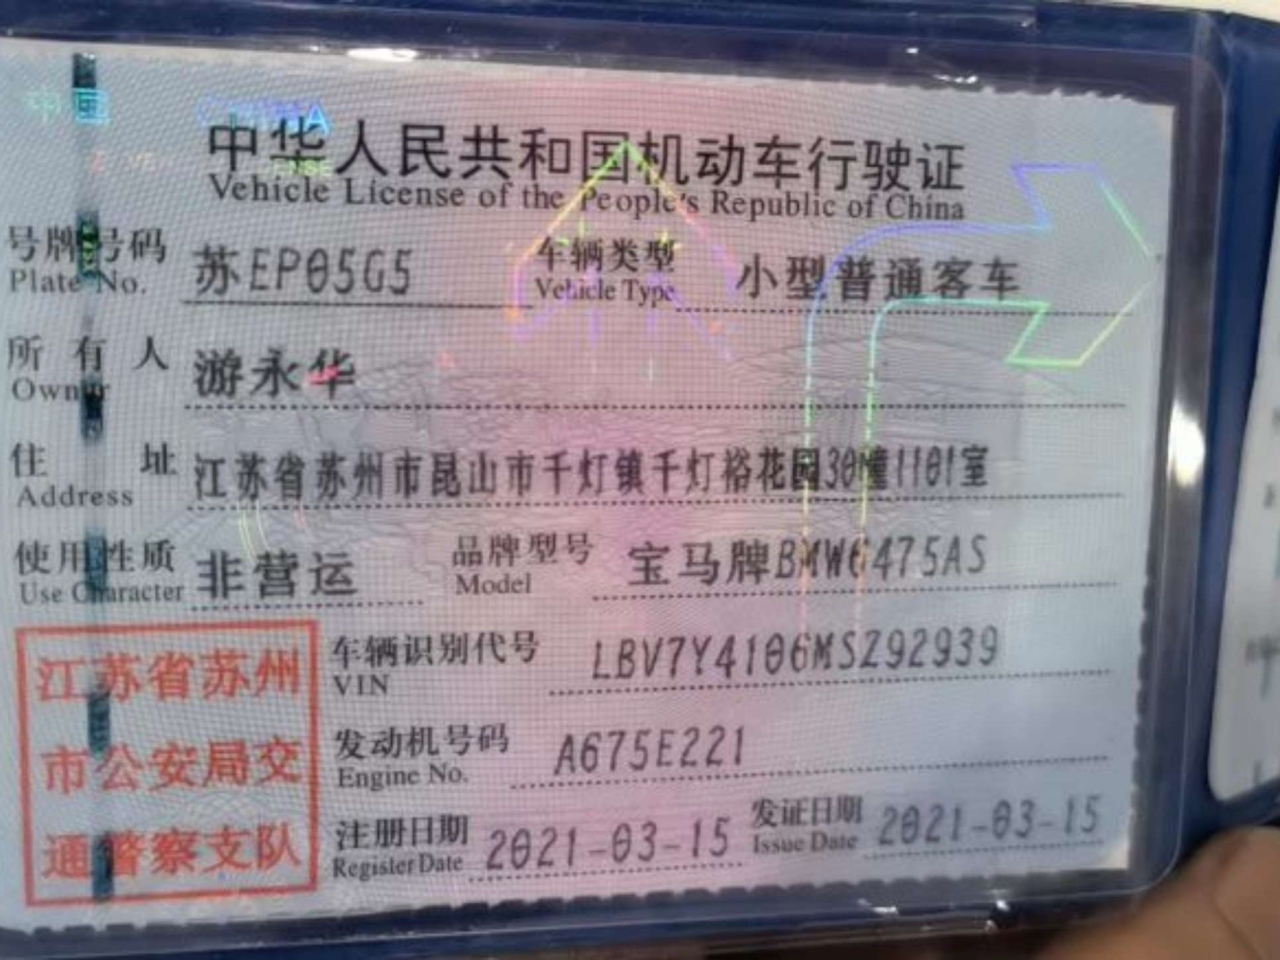 中国 CHINA
中华人民共和国机动车行驶证
Vehicle License of the People's Republic of China
号牌号码 苏EP05G5 车辆类型 小型普通客车
Plate No. Vehicle Type
所有人 游永华
Owner
住址 江苏省苏州市昆山市千灯镇千灯裕花园30幢1101室
Address
使用性质 非营运 品牌型号 宝马牌BMW6475AS
Use Character Model
车辆识别代号 LBV7Y4106MSZ92939
VIN
发动机号码 A675E221
Engine No.
注册日期 2021-03-15 发证日期 2021-03-15
Register Date Issue Date
江苏省苏州
市公安局交
通警察支队